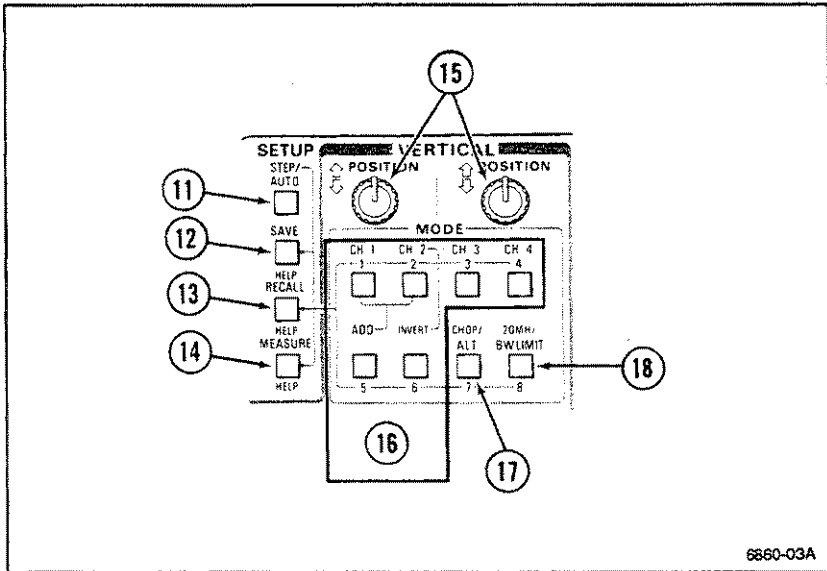 15
SETUP VERTICAL
STEP/
AUTO
POSITION POSITION
11
MODE
12
SAVE
CH 1 CH 2 CH 3 CH 4
1 2 3 4
HELP
RECALL
13
HELP
MEASURE
14
ADD INVERT CHOP/
ALT
20MH/
BW LIMIT
18
HELP
5 6 7 8
16
17
6860-03A